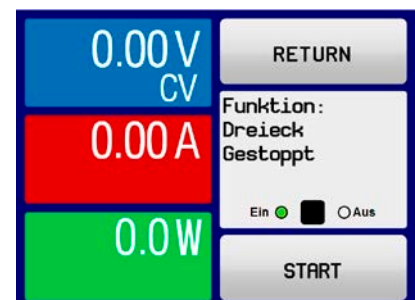 0.00 V
CV
0.00 A
0.0 W
RETURN
Funktion:
Dreieck
Gestoppt
Ein Aus
START